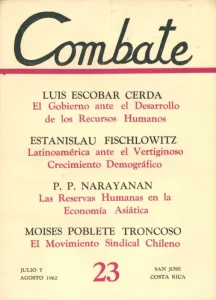 Combate
LUIS ESCOBAR CERDA
El Gobierno ante el Desarrollo
de los Recursos Humanos
ESTANISLAU FISCHLOWITZ
Latinoamérica ante el Vertiginoso
Crecimiento Demográfico
P. P. NARAYANAN
Las Reservas Humanas en la
Economía Asiática
MOISES POBLETE TRONCOSO
El Movimiento Sindical Chileno
JULIO Y
AGOSTO 1962
23
SAN JOSE
COSTA RICA